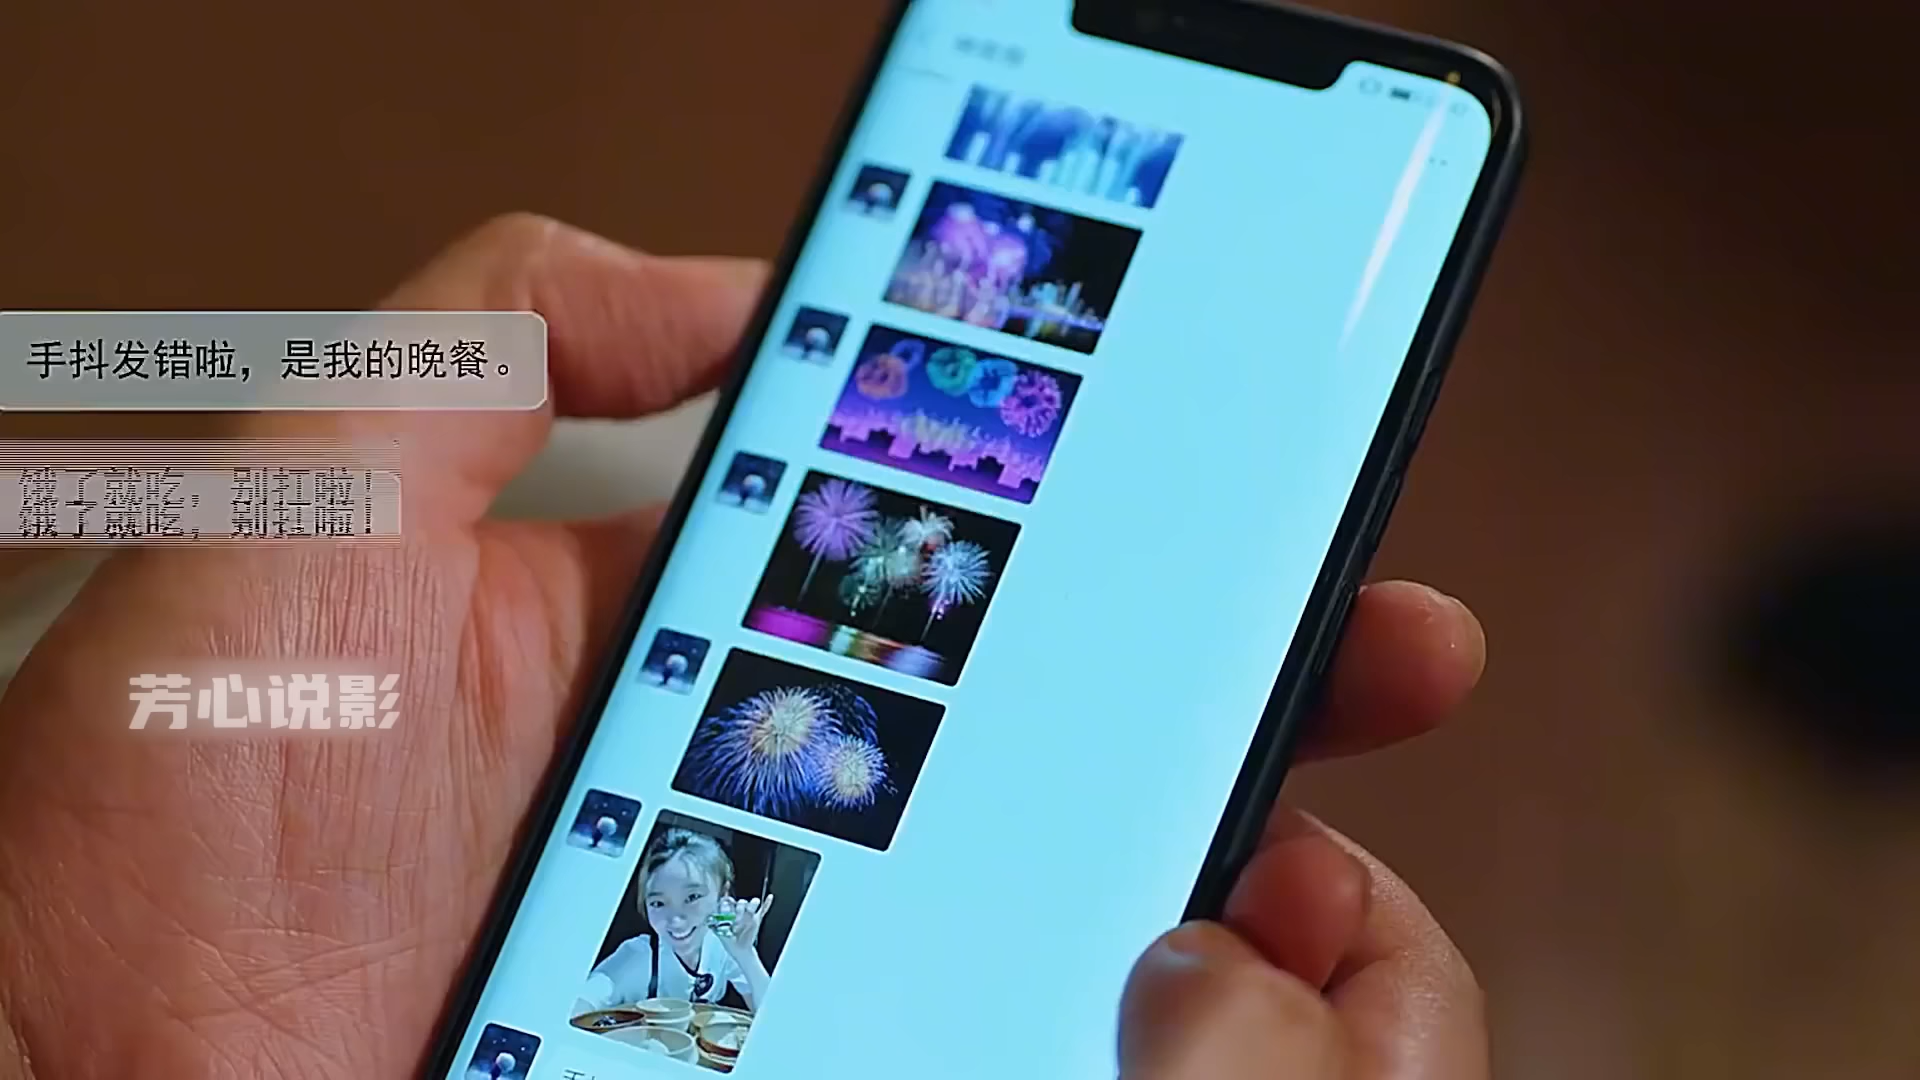 手抖发错啦，是我的晚餐。
饿了就吃，别扛啦！
芳心说影